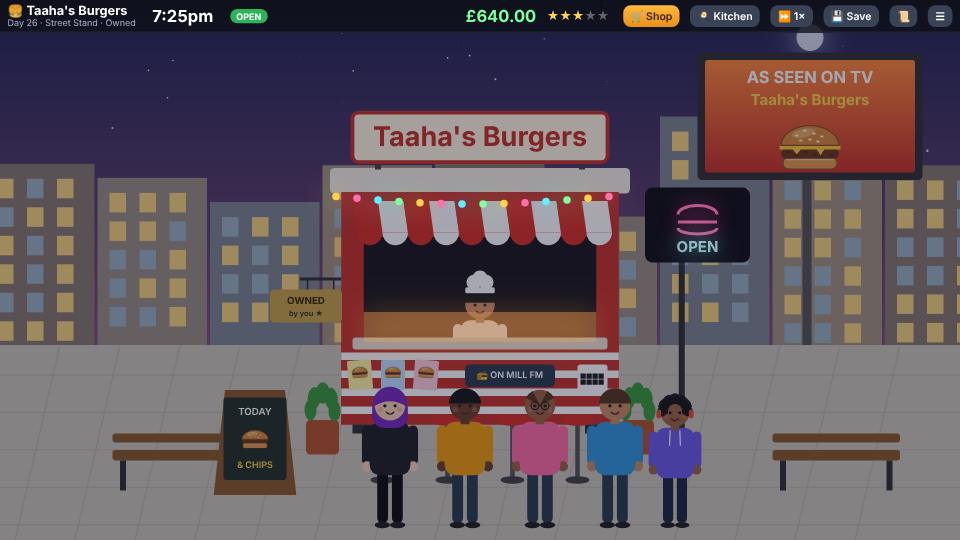 Taaha's Burgers
Day 26 · Street Stand · Owned
7:25pm
OPEN
£640.00
★★★★★
Shop
Kitchen
1×
Save
AS SEEN ON TV
Taaha's Burgers
Taaha's Burgers
OPEN
OWNED
by you ★
ON MILL FM
TODAY
& CHIPS